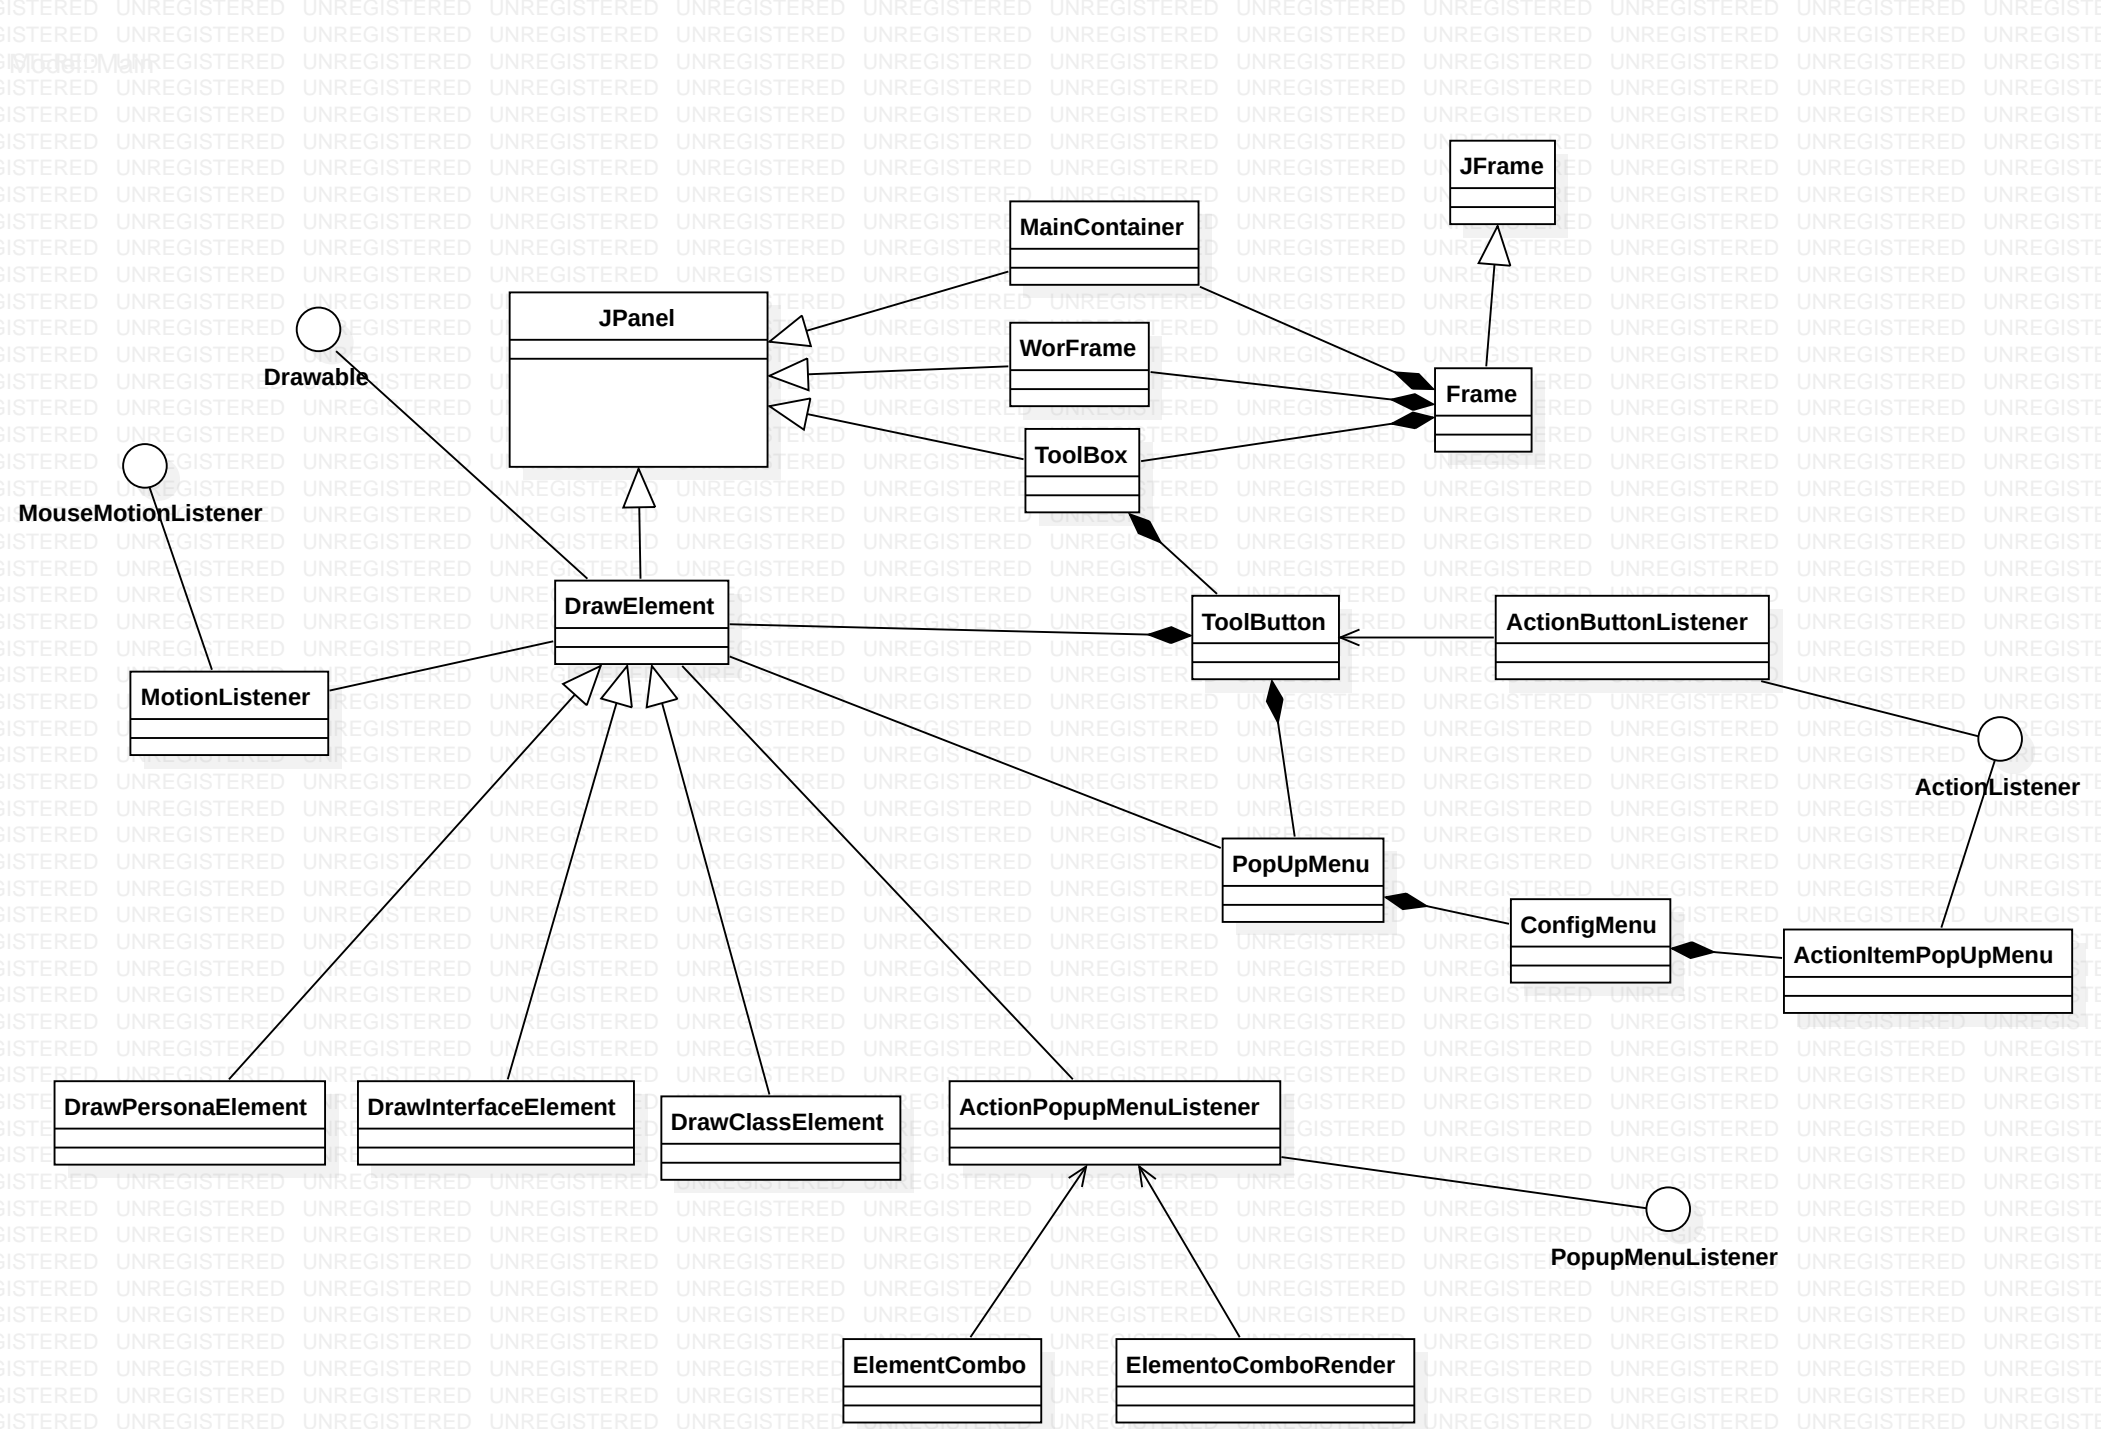 Model::Main
JFrame
MainContainer
JPanel
WorFrame
Drawable
Frame
ToolBox
MouseMotionListener
DrawElement
ToolButton
ActionButtonListener
MotionListener
ActionListener
PopUpMenu
ConfigMenu
ActionItemPopUpMenu
DrawPersonaElement
DrawInterfaceElement
DrawClassElement
ActionPopupMenuListener
PopupMenuListener
ElementCombo
ElementoComboRender
UNREGISTERED